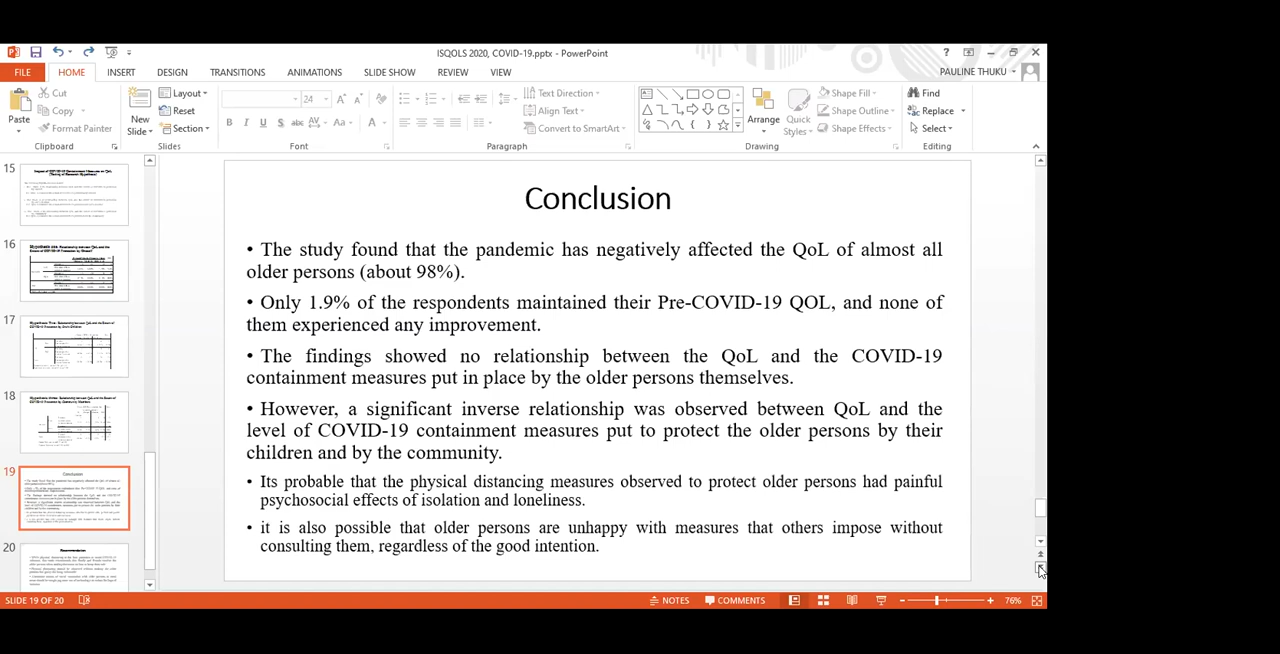 ISQOLS 2020, COVID-19.pptx - PowerPoint
FILE HOME INSERT DESIGN TRANSITIONS ANIMATIONS SLIDE SHOW REVIEW VIEW PAULINE THUKU
Paste
Cut
Copy
Format Painter
Clipboard
New
Slide
Layout
Reset
Section
Slides
24
Font
Text Direction
Align Text
Convert to SmartArt
Paragraph
Arrange
Quick
Styles
Shape Fill
Shape Outline
Shape Effects
Drawing
Find
Replace
Select
Editing
15
16
17
18
19
Conclusion
20
Conclusion
• The study found that the pandemic has negatively affected the QoL of almost all
older persons (about 98%).
• Only 1.9% of the respondents maintained their Pre-COVID-19 QOL, and none of
them experienced any improvement.
• The findings showed no relationship between the QoL and the COVID-19
containment measures put in place by the older persons themselves.
• However, a significant inverse relationship was observed between QoL and the
level of COVID-19 containment measures put to protect the older persons by their
children and by the community.
• Its probable that the physical distancing measures observed to protect older persons had painful
psychosocial effects of isolation and loneliness.
• it is also possible that older persons are unhappy with measures that others impose without
consulting them, regardless of the good intention.
SLIDE 19 OF 20 NOTES COMMENTS 76%